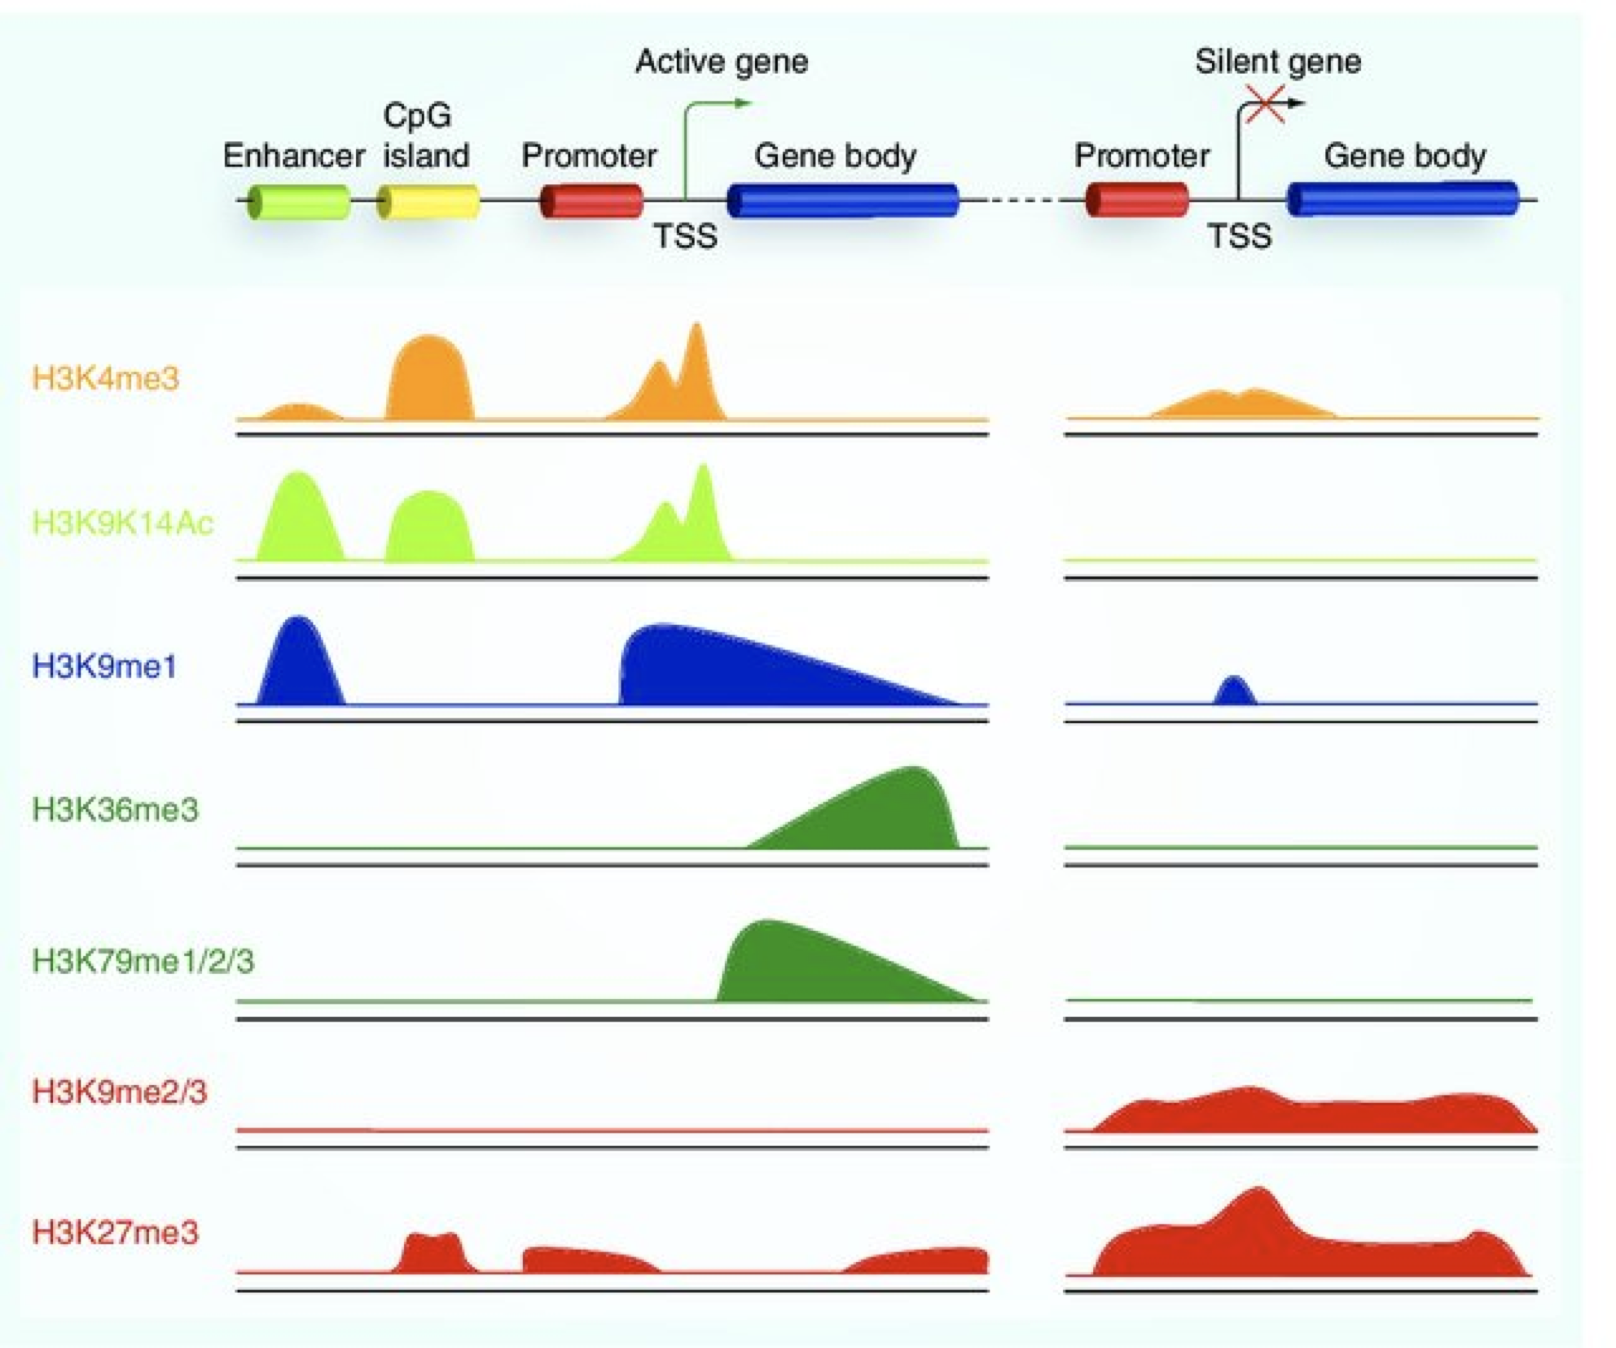 Active gene
Silent gene
CpG
Enhancer island Promoter Gene body Promoter Gene body
TSS TSS
H3K4me3
H3K9K14Ac
H3K9me1
H3K36me3
H3K79me1/2/3
H3K9me2/3
H3K27me3